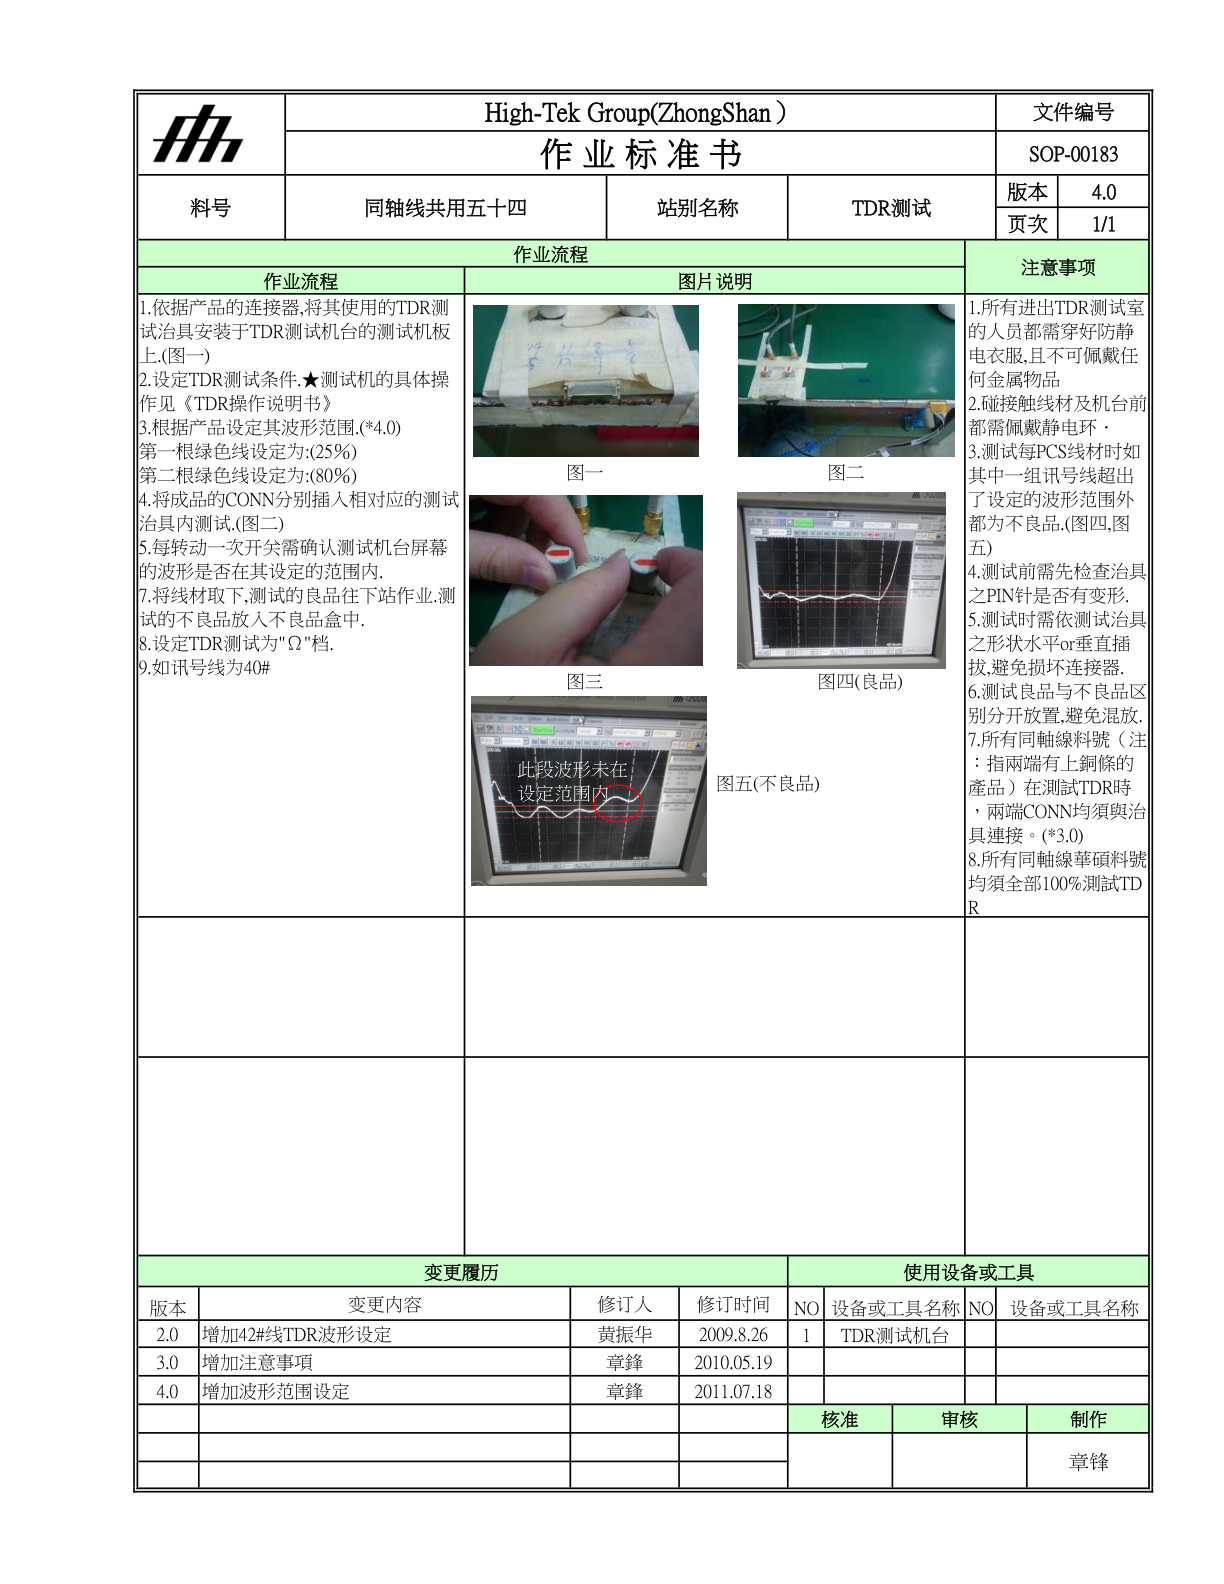 High-Tek Group(ZhongShan）
文件编号
作 业 标 准 书
SOP-00183
料号
同轴线共用五十四
站别名称
TDR测试
版本
4.0
页次
1/1
作业流程
注意事项
作业流程
图片说明
1.依据产品的连接器,将其使用的TDR测
试治具安装于TDR测试机台的测试机板
上.(图一)
2.设定TDR测试条件.★测试机的具体操
作见《TDR操作说明书》
3.根据产品设定其波形范围.(*4.0)
第一根绿色线设定为:(25%)
第二根绿色线设定为:(80%)
4.将成品的CONN分别插入相对应的测试
治具内测试.(图二)
5.每转动一次开关需确认测试机台屏幕
的波形是否在其设定的范围内.
7.将线材取下,测试的良品往下站作业.测
试的不良品放入不良品盒中.
8.设定TDR测试为"Ω"档.
9.如讯号线为40#
图一
图二
图三
图四(良品)
此段波形未在
设定范围内
图五(不良品)
1.所有进出TDR测试室
的人员都需穿好防静
电衣服,且不可佩戴任
何金属物品
2.碰接触线材及机台前
都需佩戴静电环．
3.测试每PCS线材时如
其中一组讯号线超出
了设定的波形范围外
都为不良品.(图四,图
五)
4.测试前需先检查治具
之PIN针是否有变形.
5.测试时需依测试治具
之形状水平or垂直插
拔,避免损坏连接器.
6.测试良品与不良品区
别分开放置,避免混放.
7.所有同軸線料號（注
：指兩端有上銅條的
產品）在測試TDR時
，兩端CONN均須與治
具連接。(*3.0)
8.所有同軸線華碩料號
均須全部100%測試TD
R
变更履历
使用设备或工具
版本
变更内容
修订人
修订时间
NO
设备或工具名称
NO
设备或工具名称
2.0
增加42#线TDR波形设定
黄振华
2009.8.26
1
TDR测试机台
3.0
增加注意事項
章鋒
2010.05.19
4.0
增加波形范围设定
章鋒
2011.07.18
核准
审核
制作
章锋